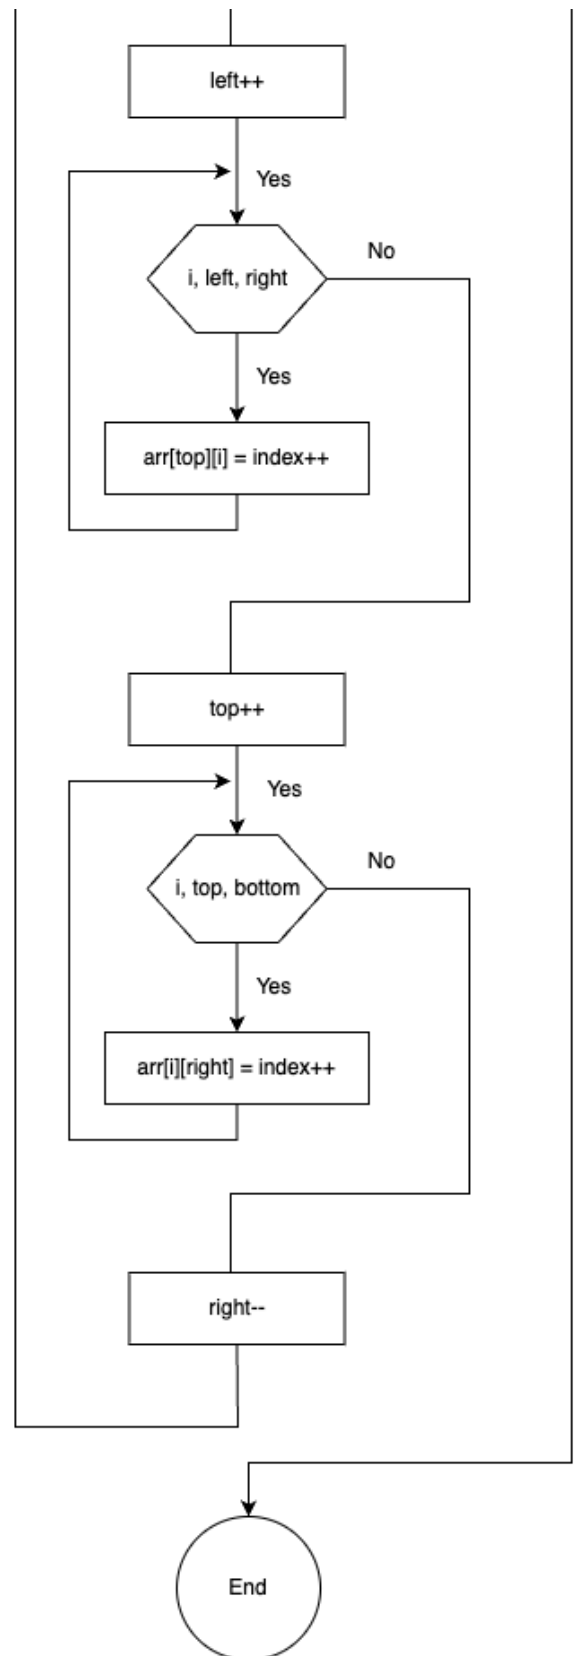 left++
Yes
No
i, left, right
Yes
arr[top][i] = index++
top++
Yes
No
i, top, bottom
Yes
arr[i][right] = index++
right--
End